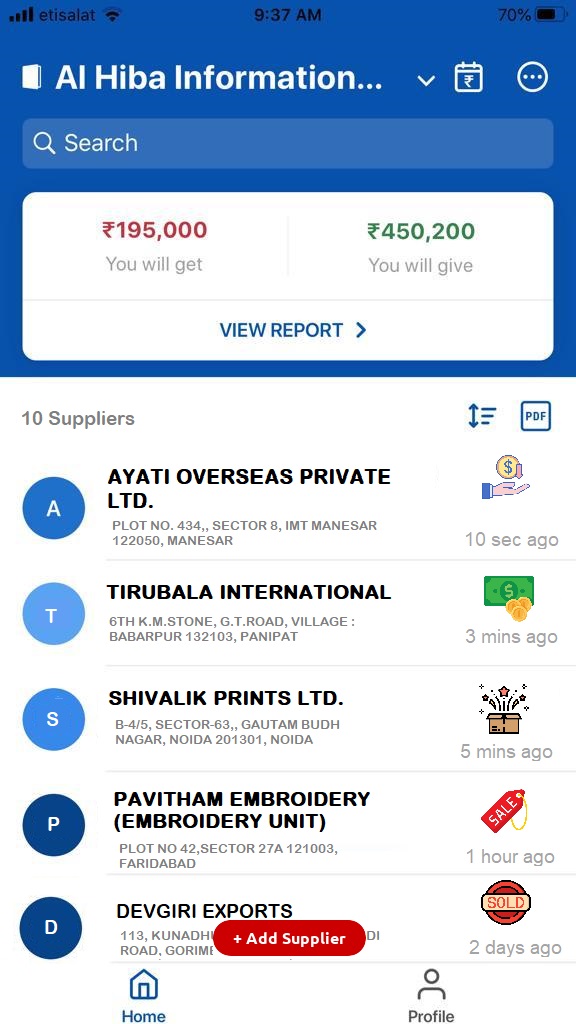 etisalat 9:37 AM 70%
Al Hiba Information...
Search
₹195,000 ₹450,200
You will get You will give
VIEW REPORT
10 Suppliers PDF
A
AYATI OVERSEAS PRIVATE
LTD.
PLOT NO. 434,, SECTOR 8, IMT MANESAR
122050, MANESAR
10 sec ago
T
TIRUBALA INTERNATIONAL
6TH K.M.STONE, G.T.ROAD, VILLAGE :
BABARPUR 132103, PANIPAT
3 mins ago
S
SHIVALIK PRINTS LTD.
B-4/5, SECTOR-63,, GAUTAM BUDH
NAGAR, NOIDA 201301, NOIDA
5 mins ago
P
PAVITHAM EMBROIDERY
(EMBROIDERY UNIT)
PLOT NO 42,SECTOR 27A 121003,
FARIDABAD
SALE
1 hour ago
D
DEVGIRI EXPORTS
113,
ROAD,
SOLD
2 days ago
+ Add Supplier
Home Profile